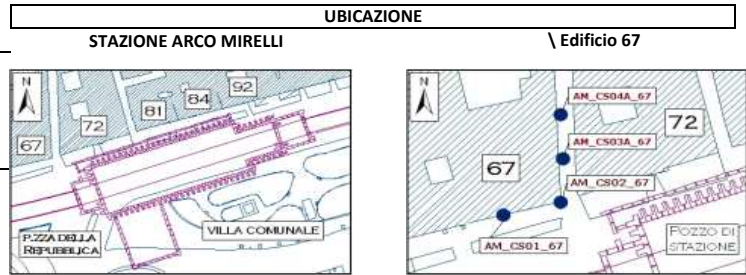 UBICAZIONE
STAZIONE ARCO MIRELLI
\ Edificio 67
N
67
72
81
84
92
P.ZZA DELLA
REPUBBLICA
VILLA COMUNALE
N
AM_CS04A_67
AM_CS03A_67
72
67
AM_CS02_67
AM_CS01_67
POZZO DI
STAZIONE